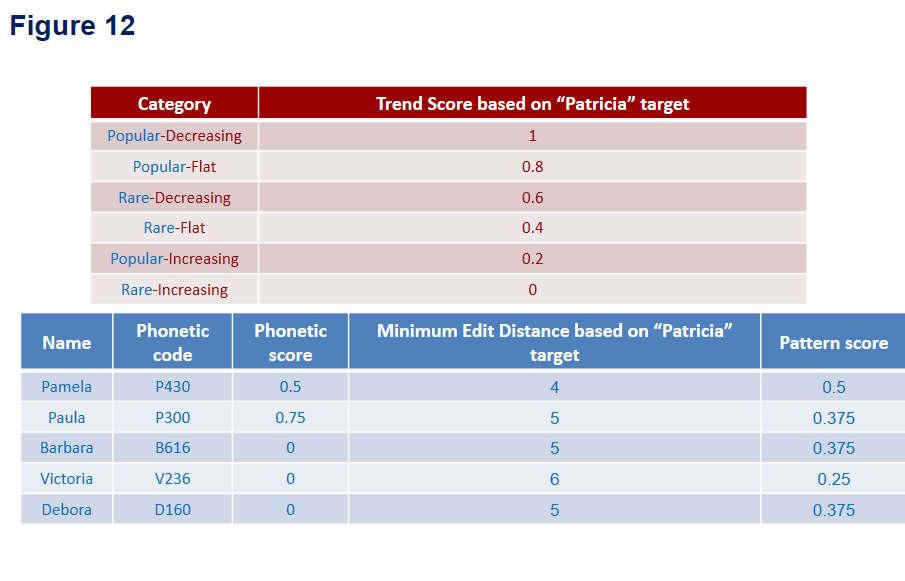 Figure 12
Category Trend Score based on “Patricia” target
Popular-Decreasing 1
Popular-Flat 0.8
Rare-Decreasing 0.6
Rare-Flat 0.4
Popular-Increasing 0.2
Rare-Increasing 0
Name Phonetic code Phonetic score Minimum Edit Distance based on “Patricia” target Pattern score
Pamela P430 0.5 4 0.5
Paula P300 0.75 5 0.375
Barbara B616 0 5 0.375
Victoria V236 0 6 0.25
Debora D160 0 5 0.375